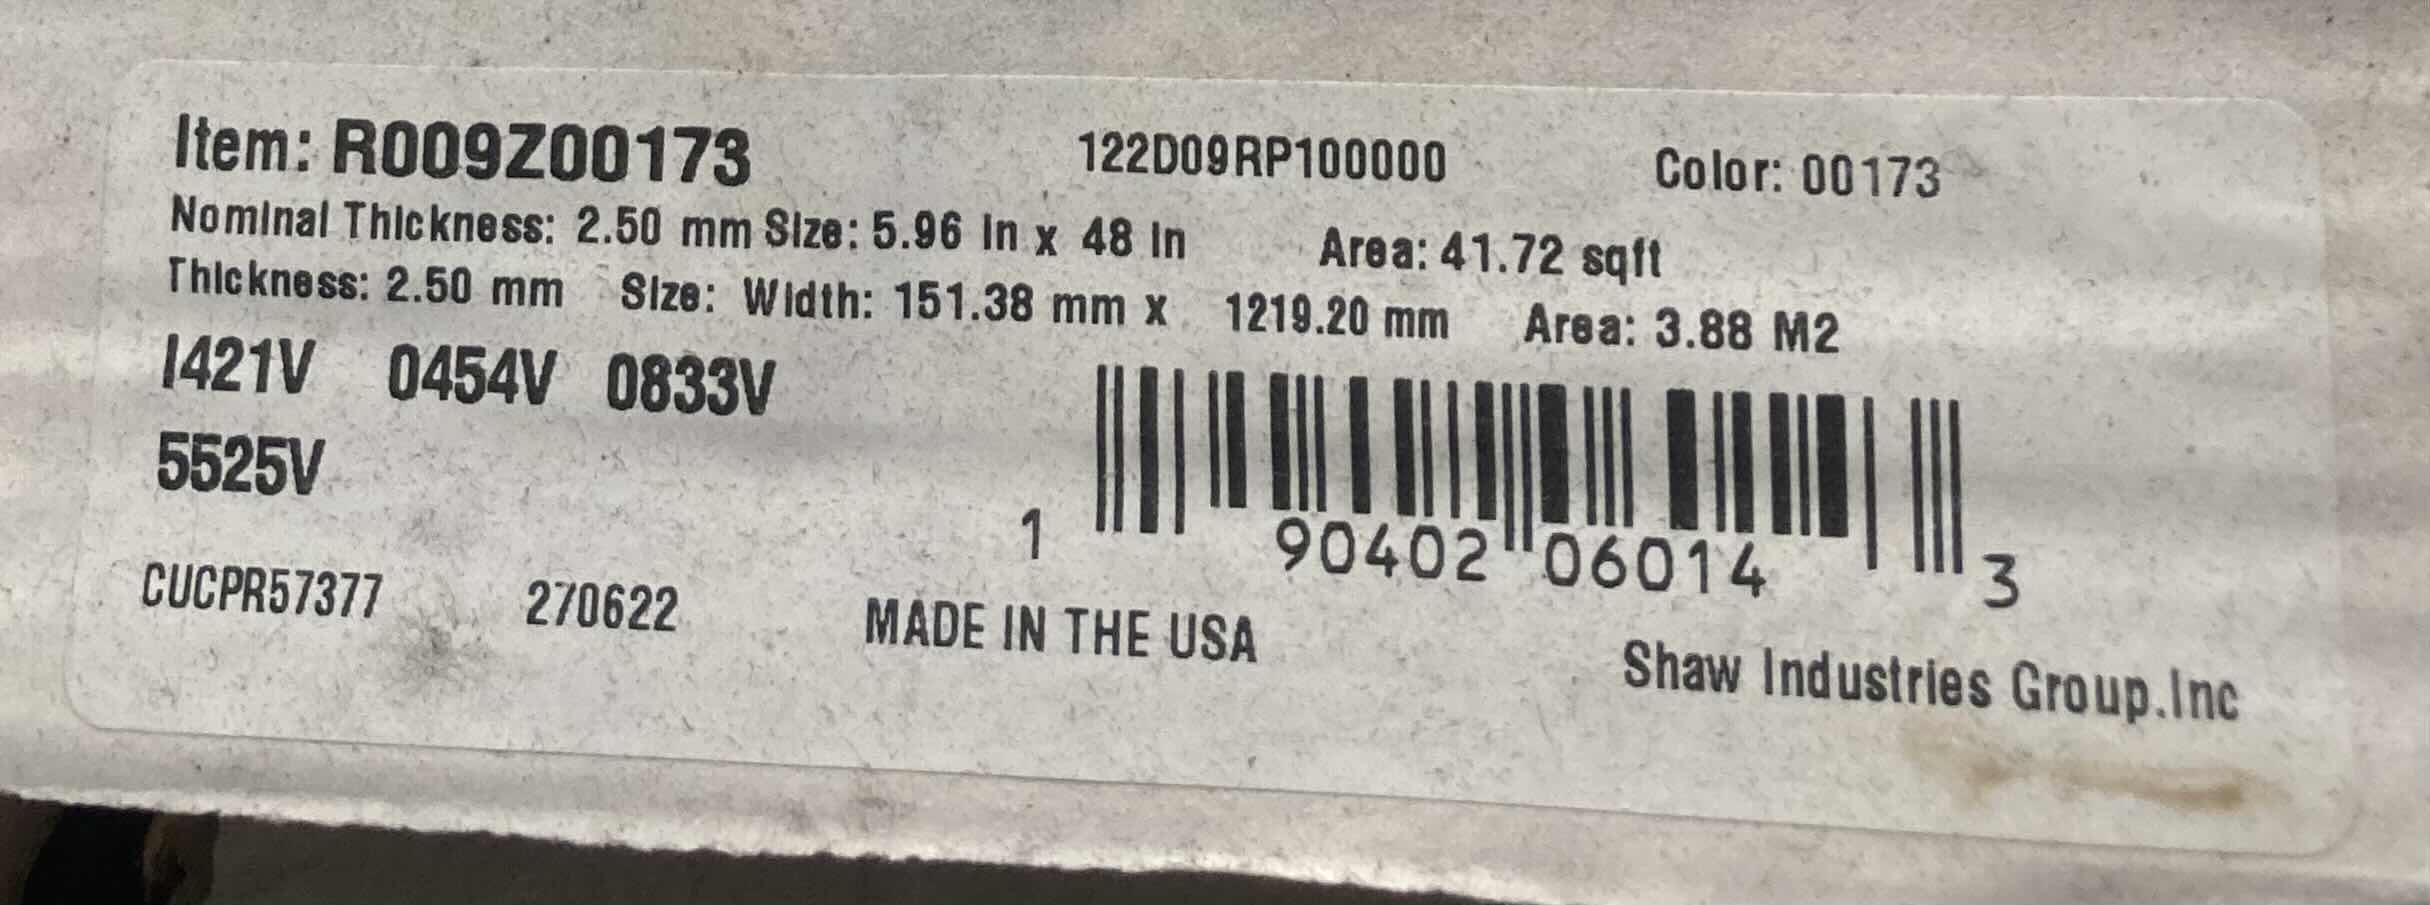 Item: R009Z00173 122D09RP100000 Color: 00173
Nominal Thickness: 2.50 mm Size: 5.96 in x 48 in Area: 41.72 sqft
Thickness: 2.50 mm Size: Width: 151.38 mm x 1219.20 mm Area: 3.88 M2
I421V 0454V 0833V
5525V
1 90402 06014 3
CUCPR57377 270622 MADE IN THE USA Shaw Industries Group.Inc